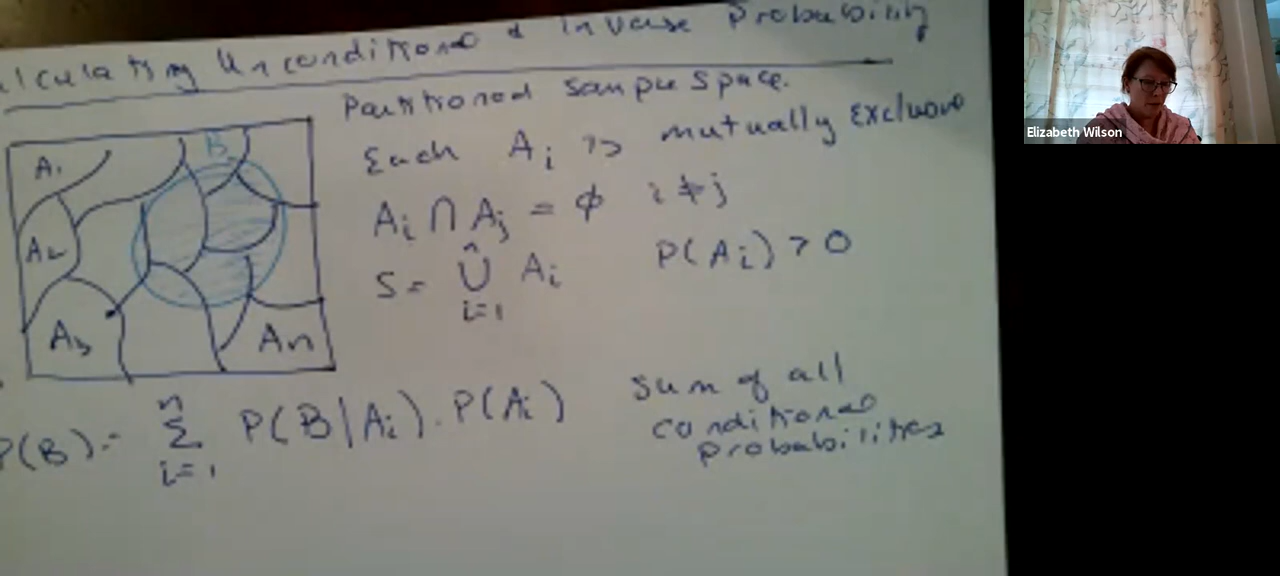 alculating Unconditional & Inverse Probability
Partitioned Sample Space.
Each Ai is mutually exclusive
Ai ∩ Aj = ϕ i ≠ j
S = n ∪ i=1 Ai P(Ai) > 0
B
A1
A2
A3
An
P(B) = n Σ i=1 P(B|Ai) . P(Ai)
sum of all
conditional
probabilities
Elizabeth Wilson